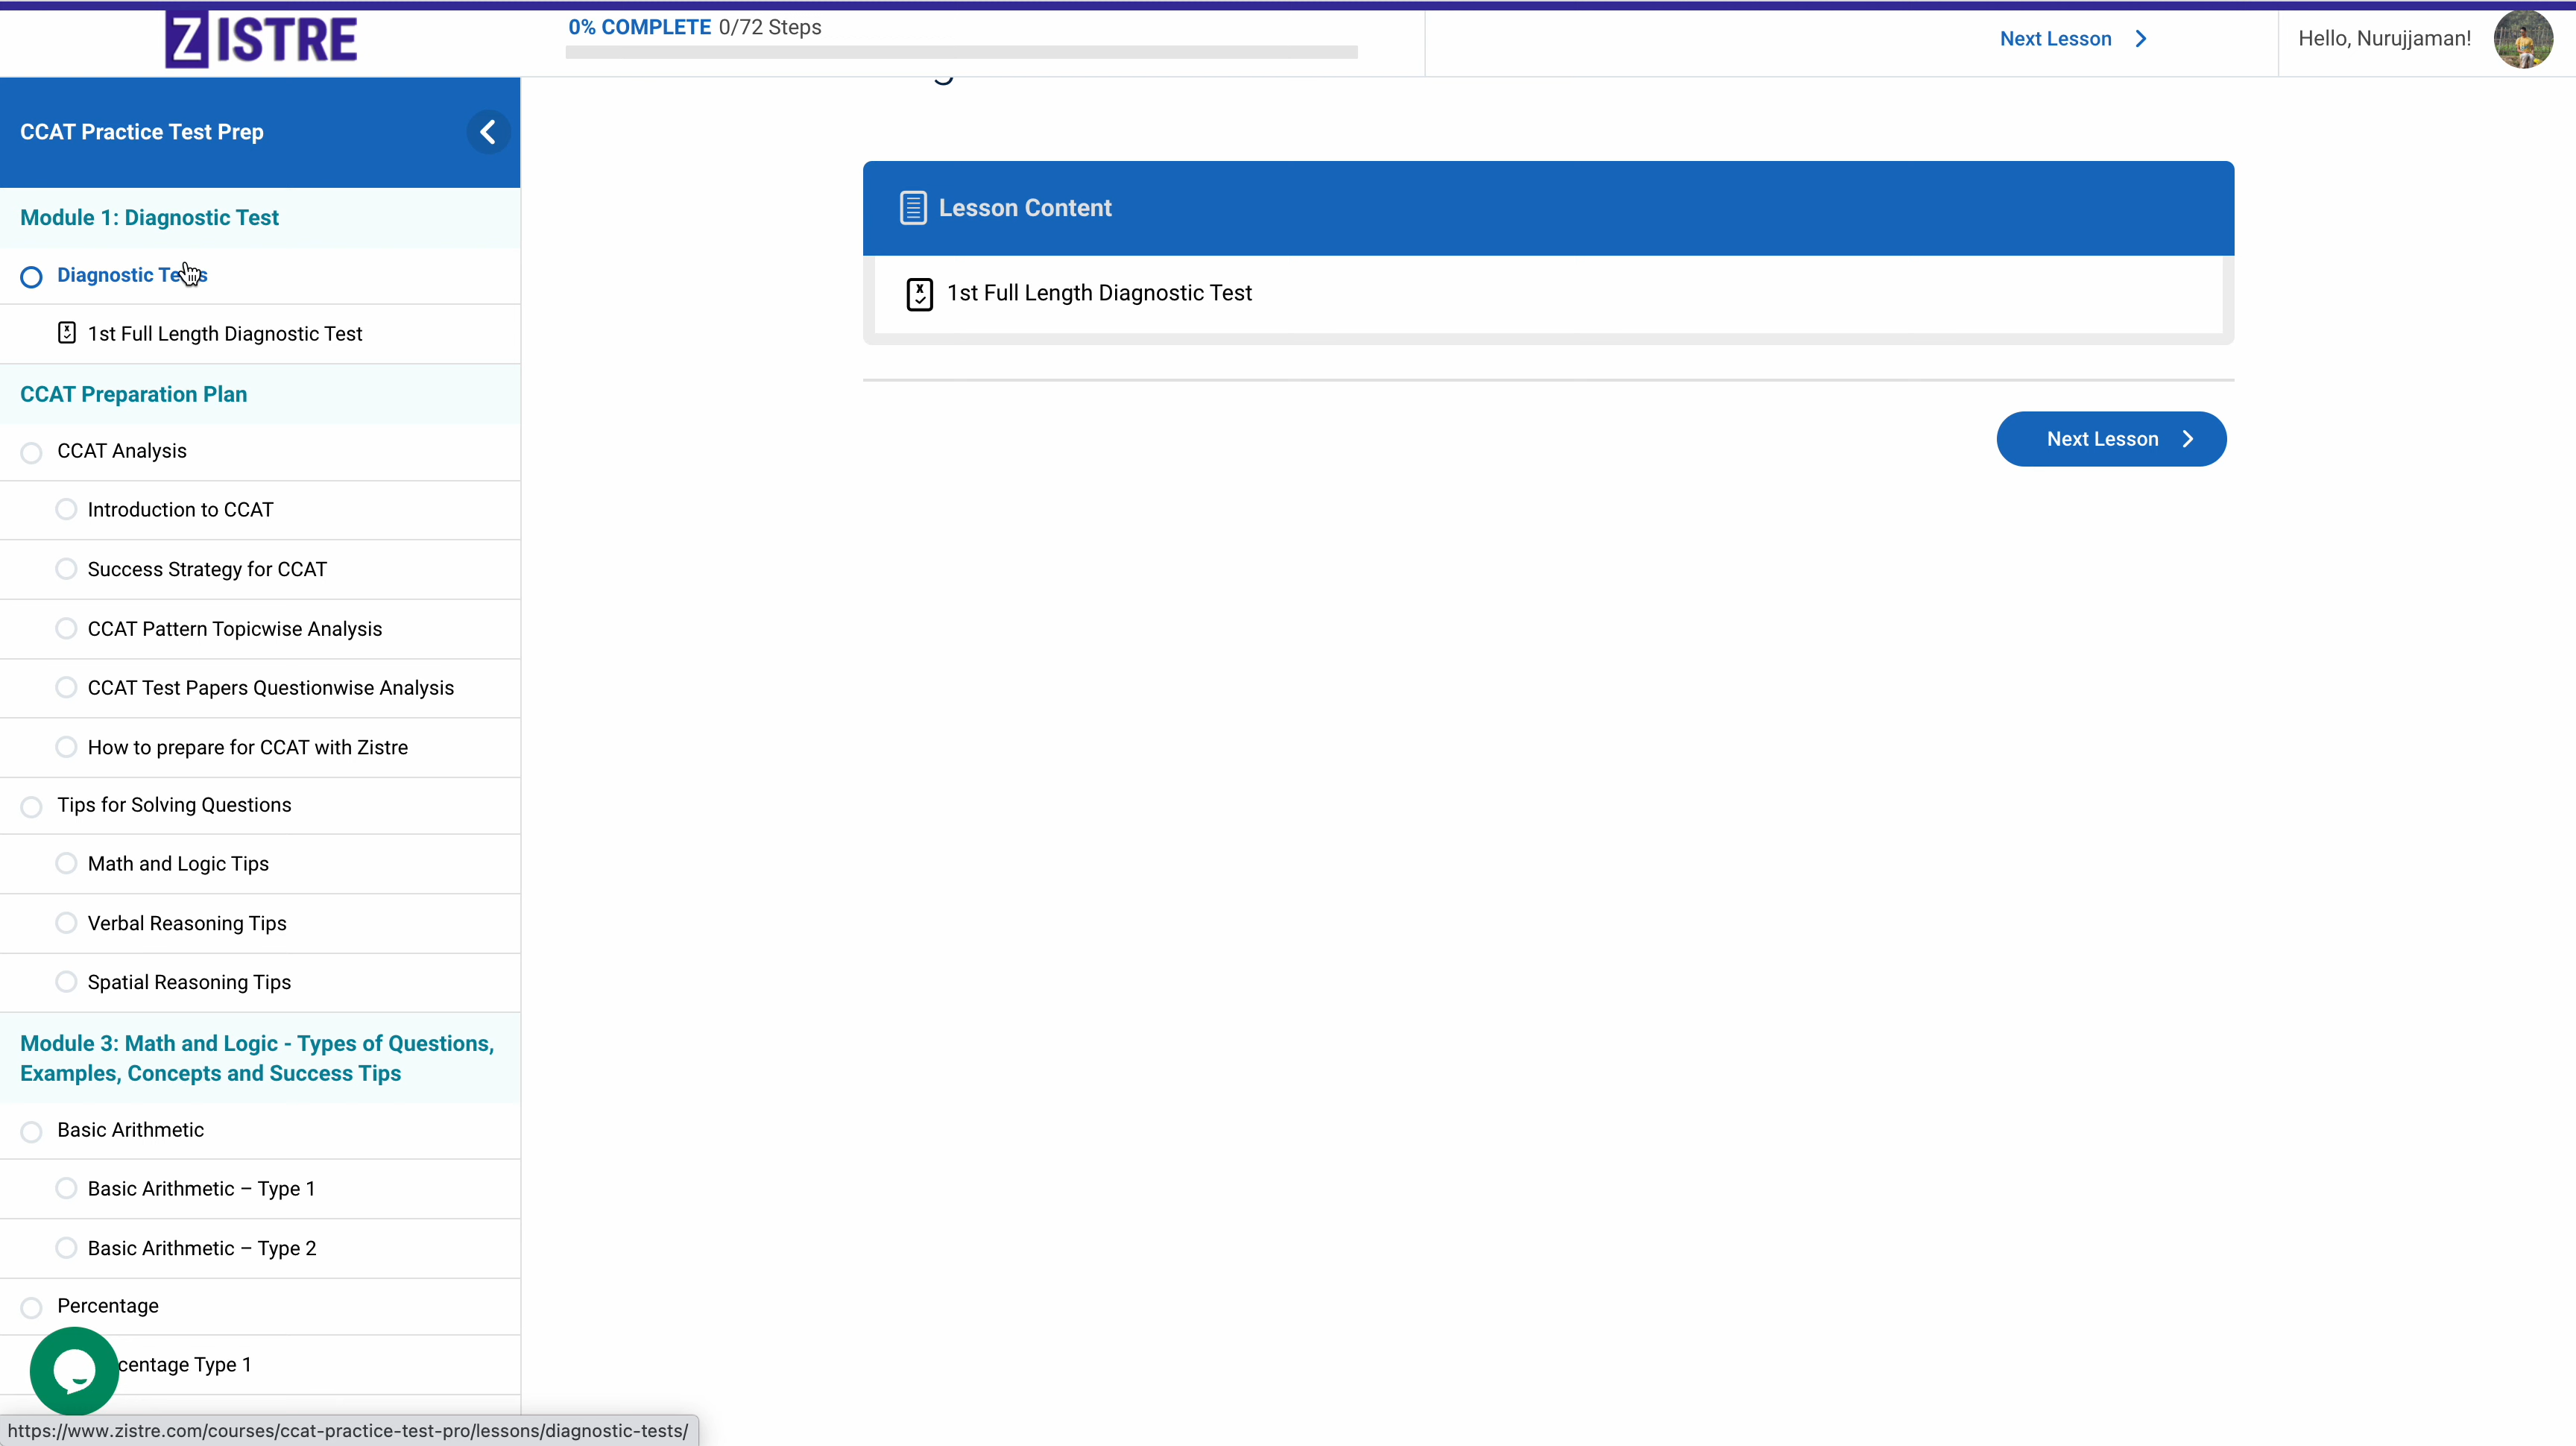 ZISTRE
0% COMPLETE 0/72 Steps
Next Lesson
Hello, Nurujjaman!
CCAT Practice Test Prep
Module 1: Diagnostic Test
Diagnostic Tests
1st Full Length Diagnostic Test
CCAT Preparation Plan
CCAT Analysis
Introduction to CCAT
Success Strategy for CCAT
CCAT Pattern Topicwise Analysis
CCAT Test Papers Questionwise Analysis
How to prepare for CCAT with Zistre
Tips for Solving Questions
Math and Logic Tips
Verbal Reasoning Tips
Spatial Reasoning Tips
Module 3: Math and Logic - Types of Questions,
Examples, Concepts and Success Tips
Basic Arithmetic
Basic Arithmetic – Type 1
Basic Arithmetic – Type 2
Percentage
centage Type 1
https://www.zistre.com/courses/ccat-practice-test-pro/lessons/diagnostic-tests/
Lesson Content
1st Full Length Diagnostic Test
Next Lesson